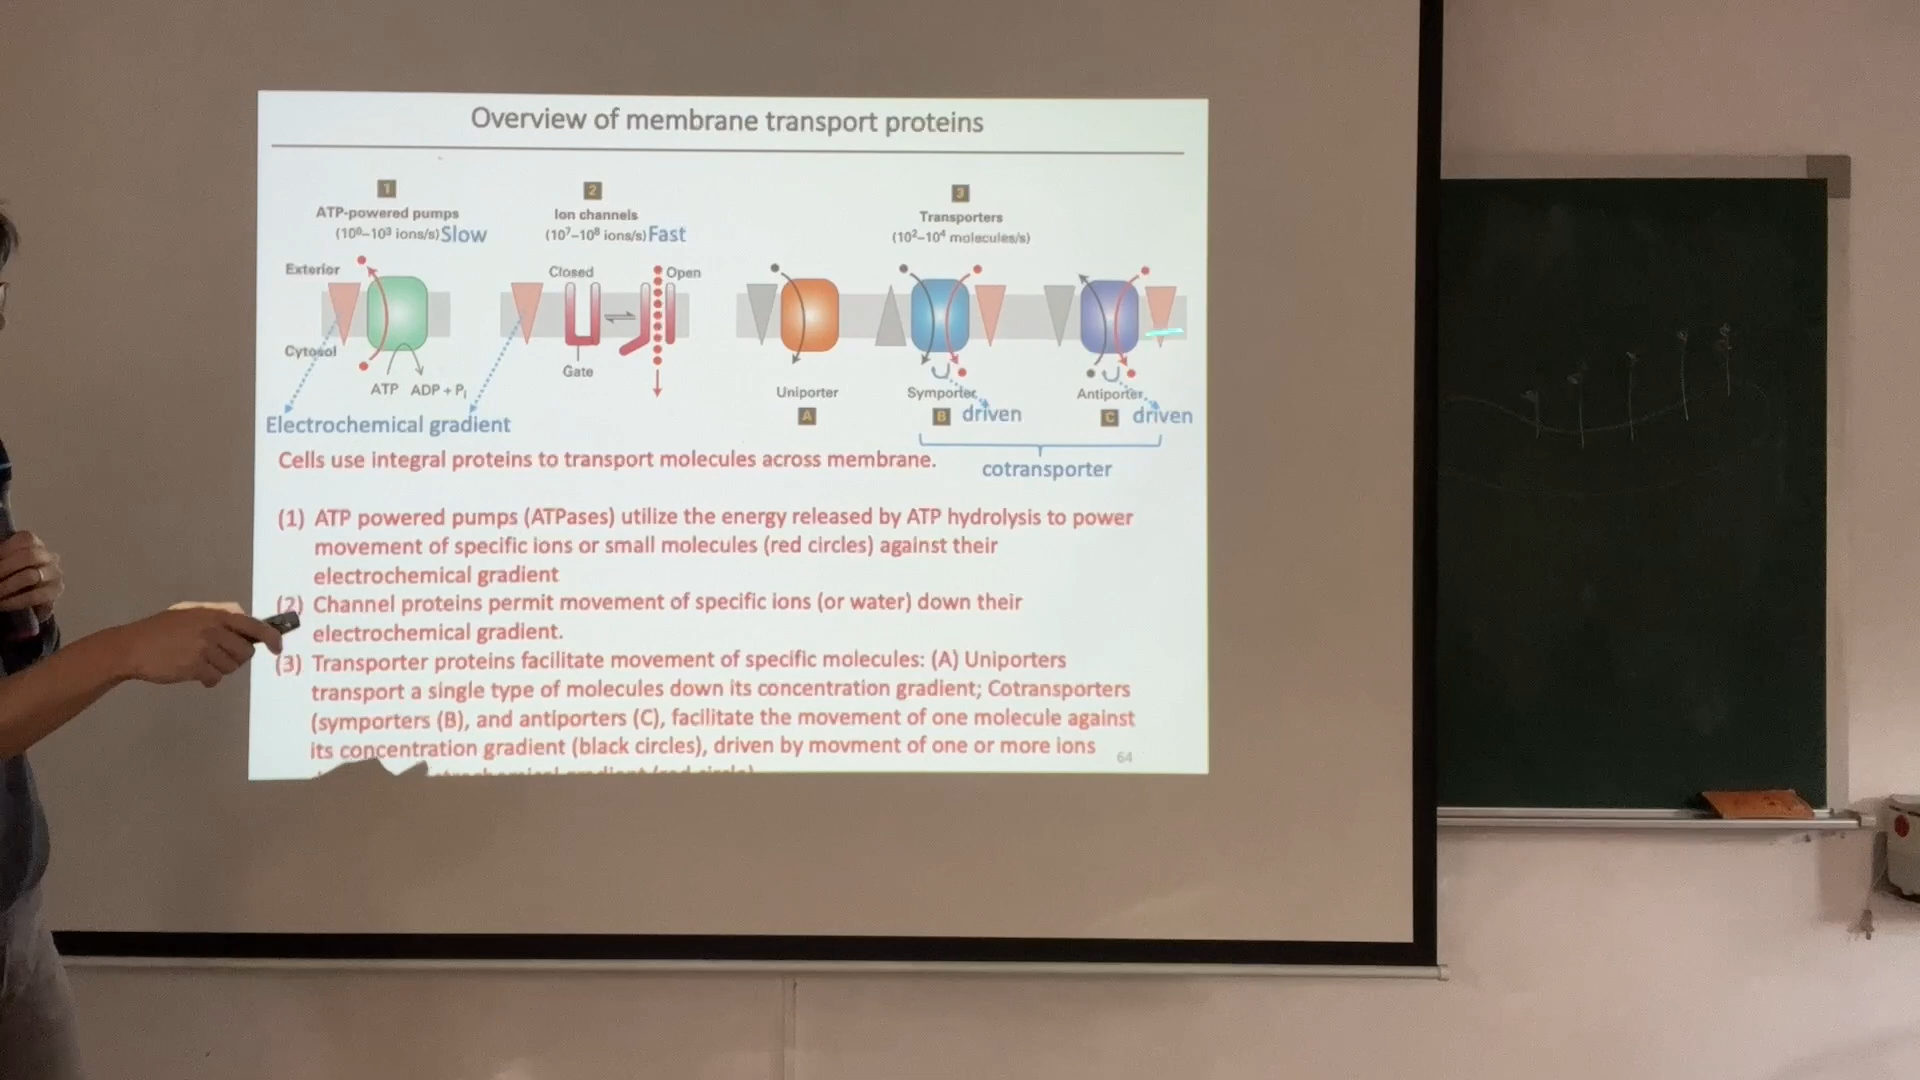 Overview of membrane transport proteins
1
ATP-powered pumps
(10⁰–10³ ions/s) Slow
2
Ion channels
(10⁷–10⁸ ions/s) Fast
3
Transporters
(10²–10⁴ molecules/s)
Exterior
Closed
Open
Cytosol
ATP ADP + Pi
Gate
Uniporter
A
Symporter
B driven
Antiporter
C driven
Electrochemical gradient
cotransporter
Cells use integral proteins to transport molecules across membrane.
(1) ATP powered pumps (ATPases) utilize the energy released by ATP hydrolysis to power
movement of specific ions or small molecules (red circles) against their
electrochemical gradient
(2) Channel proteins permit movement of specific ions (or water) down their
electrochemical gradient.
(3) Transporter proteins facilitate movement of specific molecules: (A) Uniporters
transport a single type of molecules down its concentration gradient; Cotransporters
(symporters (B), and antiporters (C), facilitate the movement of one molecule against
its concentration gradient (black circles), driven by movment of one or more ions
64